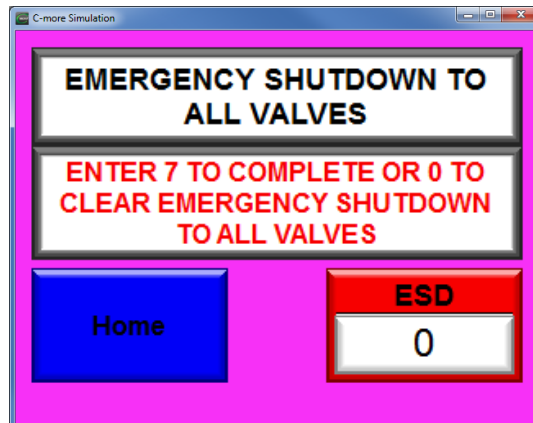 C-more Simulation
EMERGENCY SHUTDOWN TO
ALL VALVES
ENTER 7 TO COMPLETE OR 0 TO
CLEAR EMERGENCY SHUTDOWN
TO ALL VALVES
Home
ESD
0